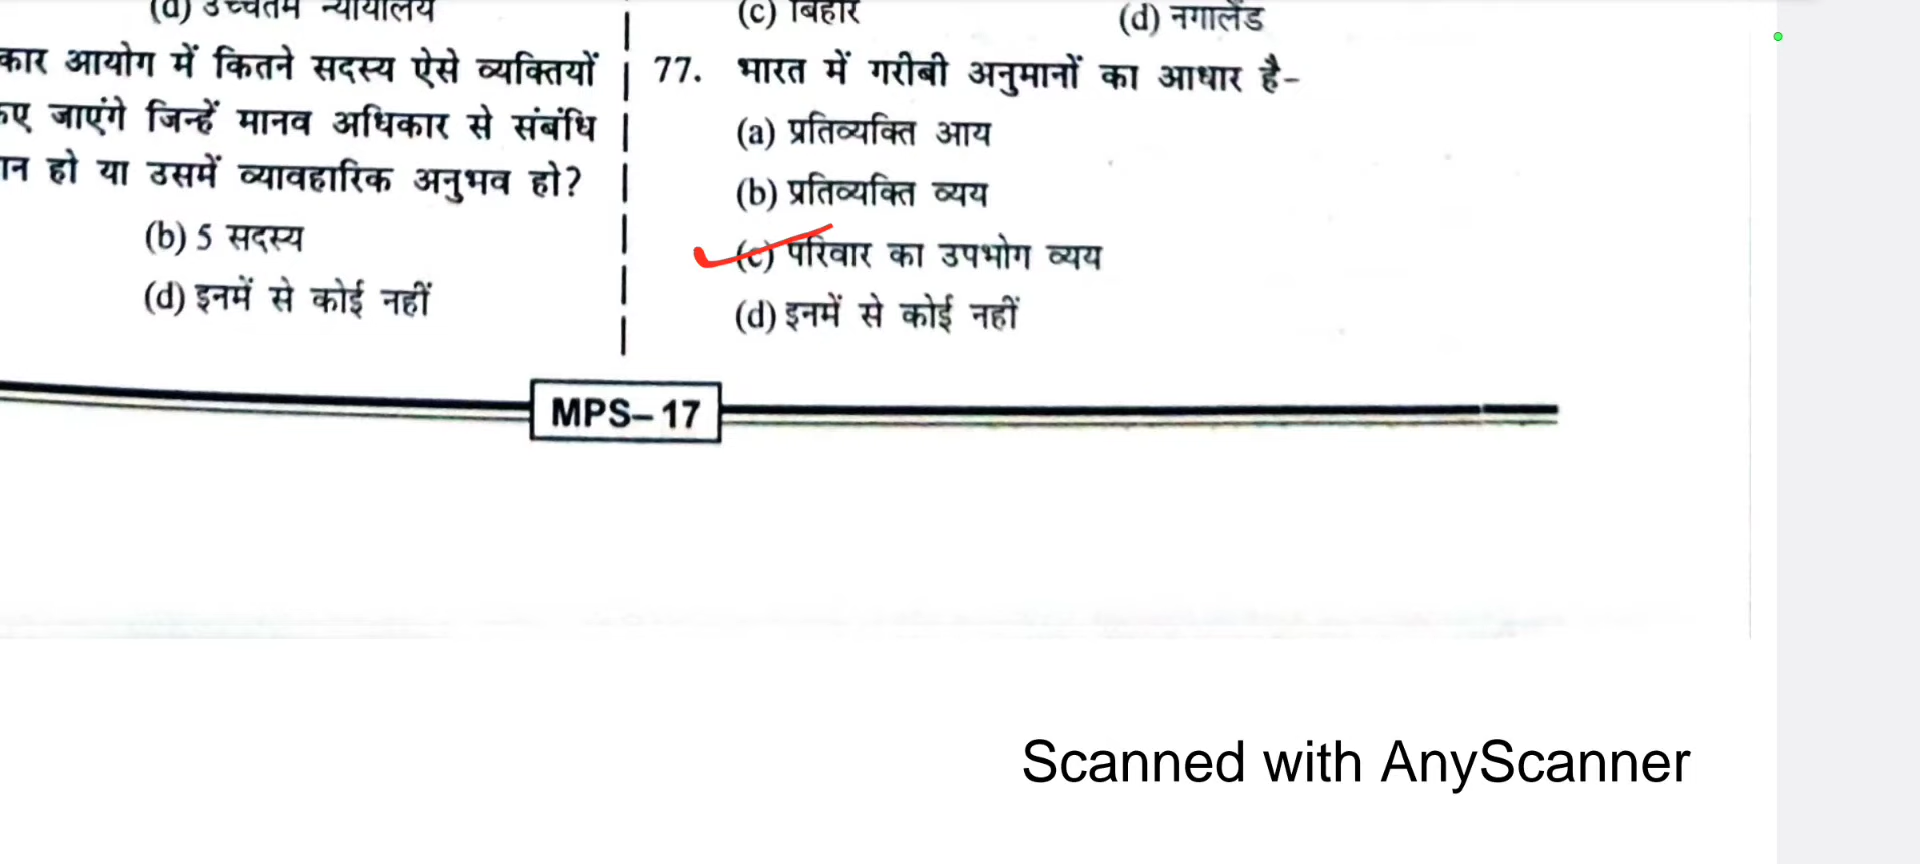 (d) उच्चतम न्यायालय
कार आयोग में कितने सदस्य ऐसे व्यक्तियों
जाएंगे जिन्हें मानव अधिकार से संबंधि
हो या उसमें व्यावहारिक अनुभव हो?
(b) 5 सदस्य
(d) इनमें से कोई नहीं
(c) बिहार (d) नगालैंड
77. भारत में गरीबी अनुमानों का आधार है-
(a) प्रतिव्यक्ति आय
(b) प्रतिव्यक्ति व्यय
(c) परिवार का उपभोग व्यय
(d) इनमें से कोई नहीं
MPS-17
Scanned with AnyScanner